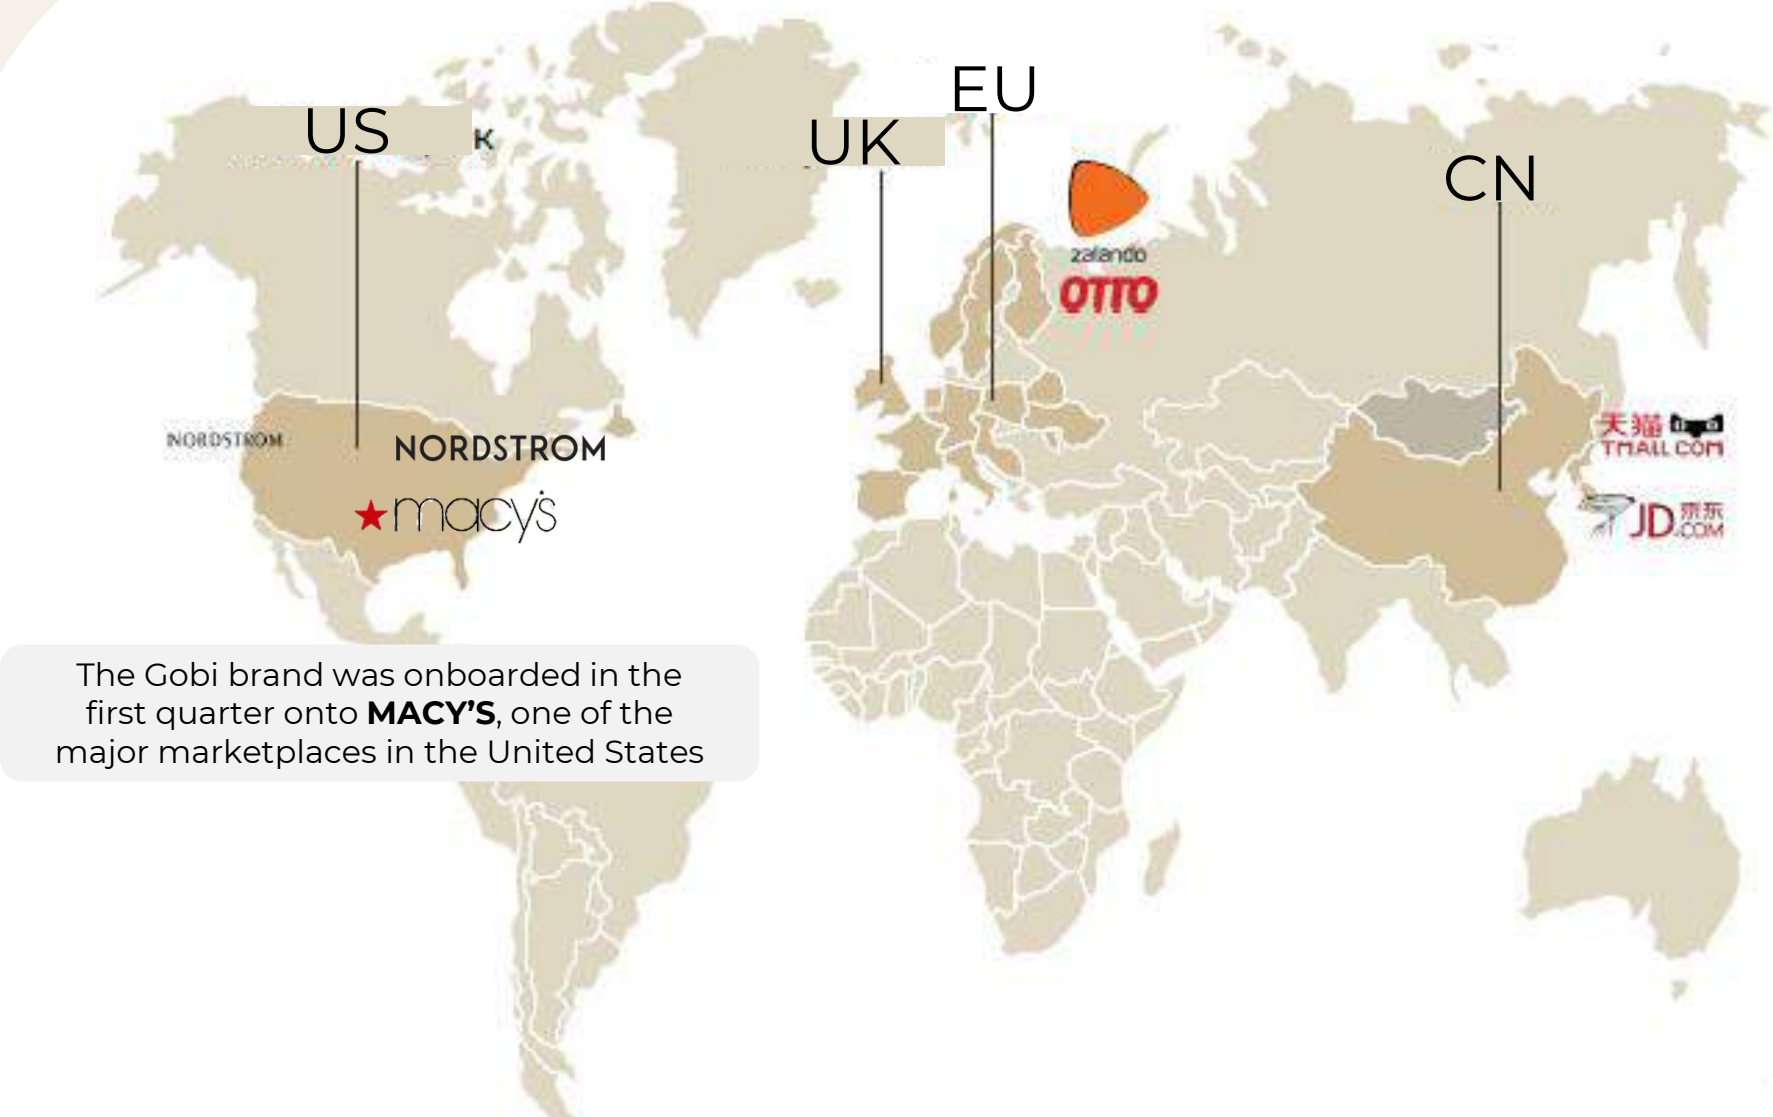 EU
US
K
UK
CN
zalando
OTTO
NORDSTROM
NORDSTROM
macy's
天猫
TMALL.COM
JD 京东
.COM
The Gobi brand was onboarded in the
first quarter onto MACY’S, one of the
major marketplaces in the United States